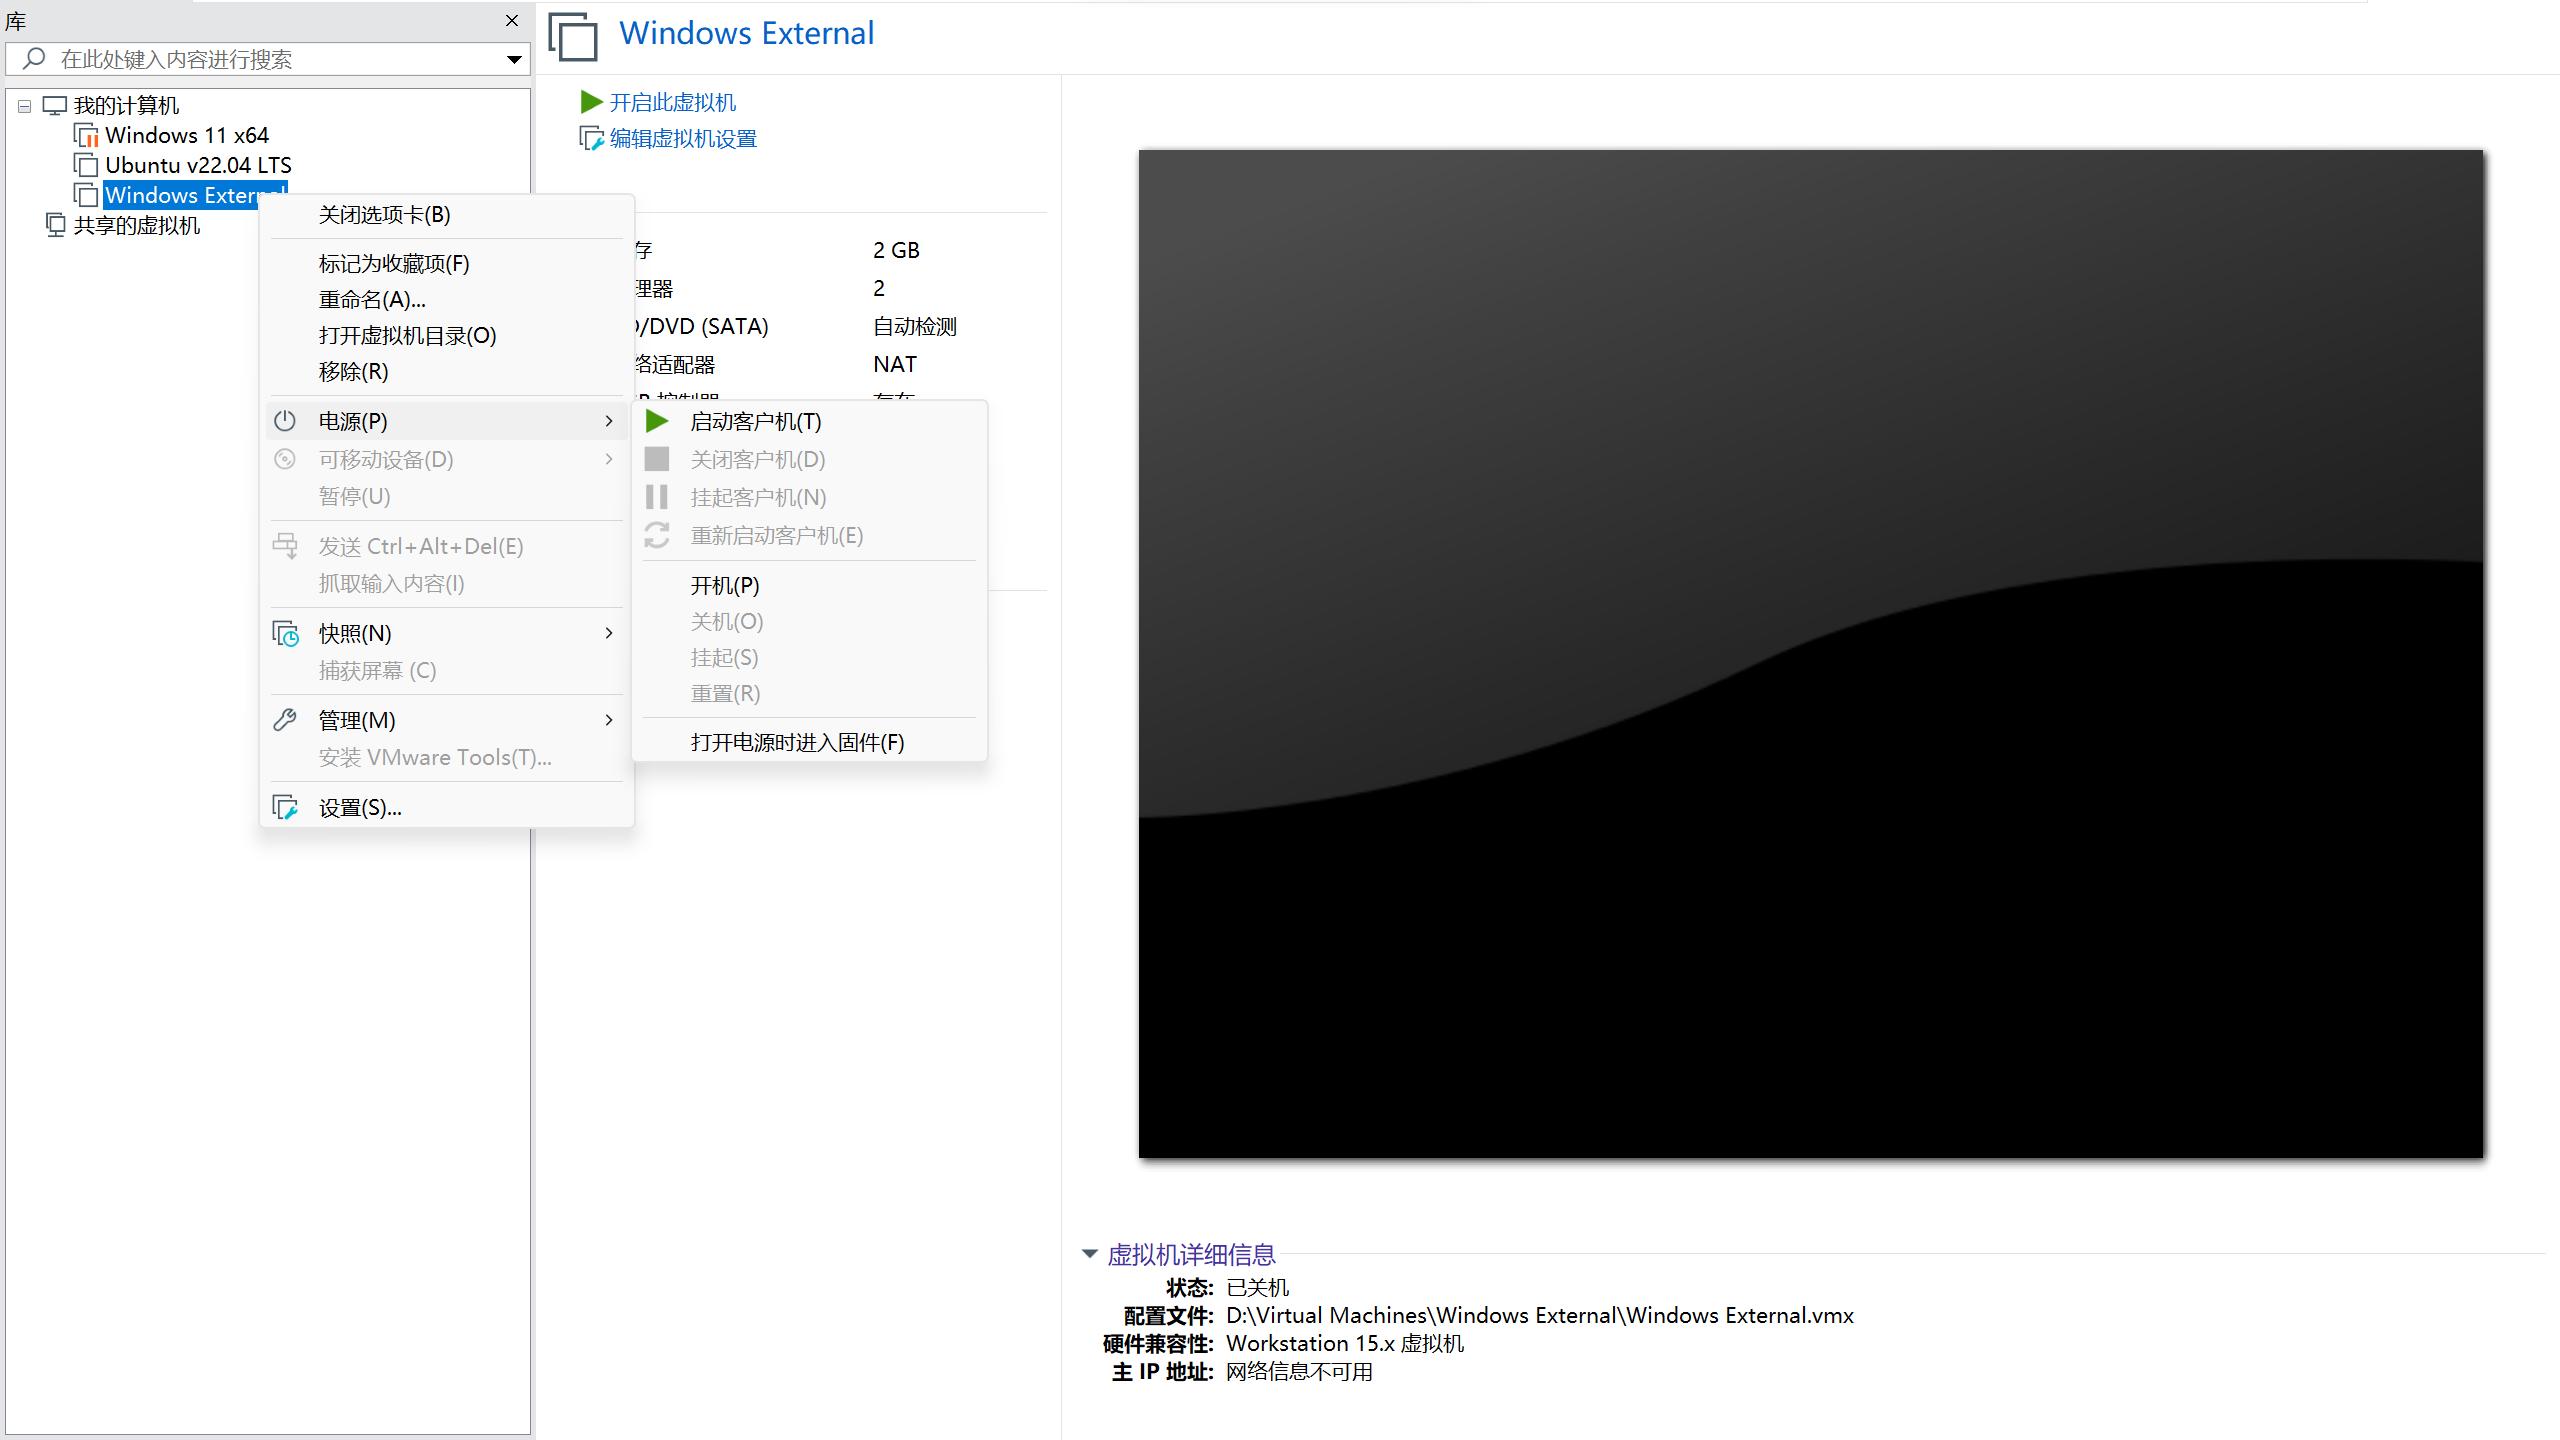 库
在此处键入内容进行搜索
我的计算机
Windows 11 x64
Ubuntu v22.04 LTS
Windows External
共享的虚拟机
关闭选项卡(B)
标记为收藏项(F)
重命名(A)...
打开虚拟机目录(O)
移除(R)
电源(P)
可移动设备(D)
暂停(U)
发送 Ctrl+Alt+Del(E)
抓取输入内容(I)
快照(N)
捕获屏幕 (C)
管理(M)
安装 VMware Tools(T)...
设置(S)...
启动客户机(T)
关闭客户机(D)
挂起客户机(N)
重新启动客户机(E)
开机(P)
关机(O)
挂起(S)
重置(R)
打开电源时进入固件(F)
Windows External
开启此虚拟机
编辑虚拟机设置
存 2 GB
理器 2
/DVD (SATA) 自动检测
络适配器 NAT
虚拟机详细信息
状态: 已关机
配置文件: D:\Virtual Machines\Windows External\Windows External.vmx
硬件兼容性: Workstation 15.x 虚拟机
主 IP 地址: 网络信息不可用